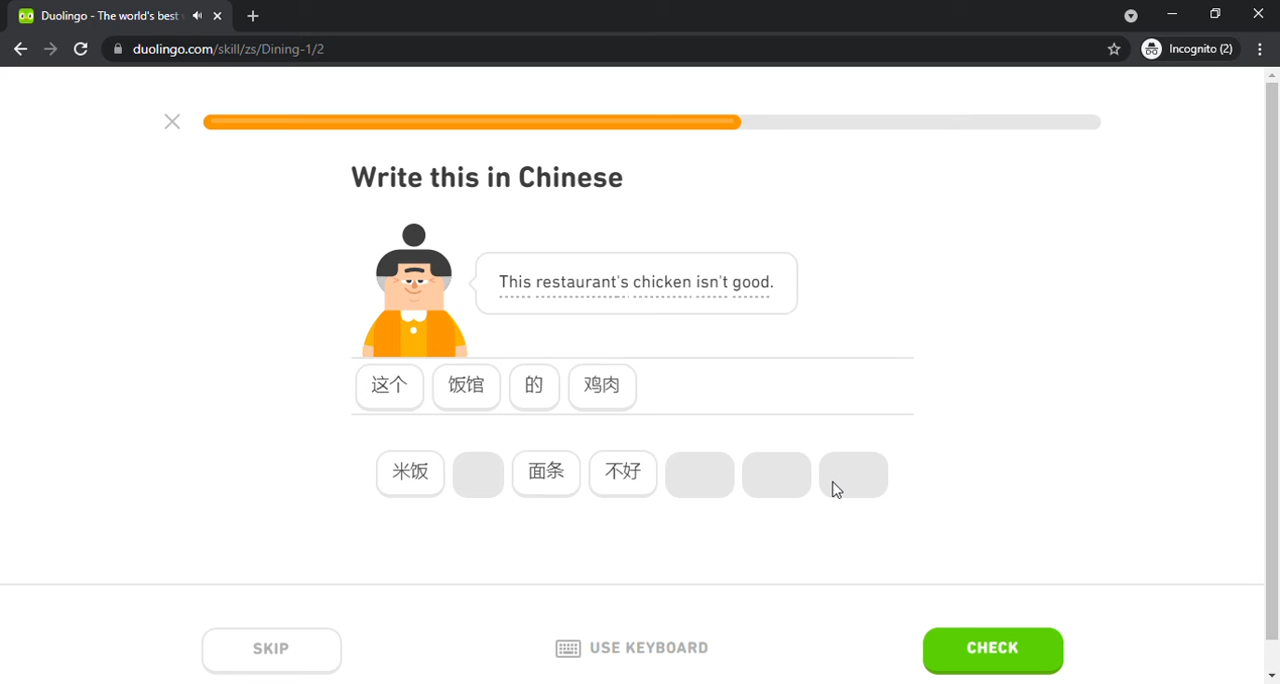 Duolingo - The world's best
duolingo.com/skill/zs/Dining-1/2
Incognito (2)
Write this in Chinese
This restaurant's chicken isn't good.
这个 饭馆 的 鸡肉
米饭 面条 不好
SKIP USE KEYBOARD CHECK